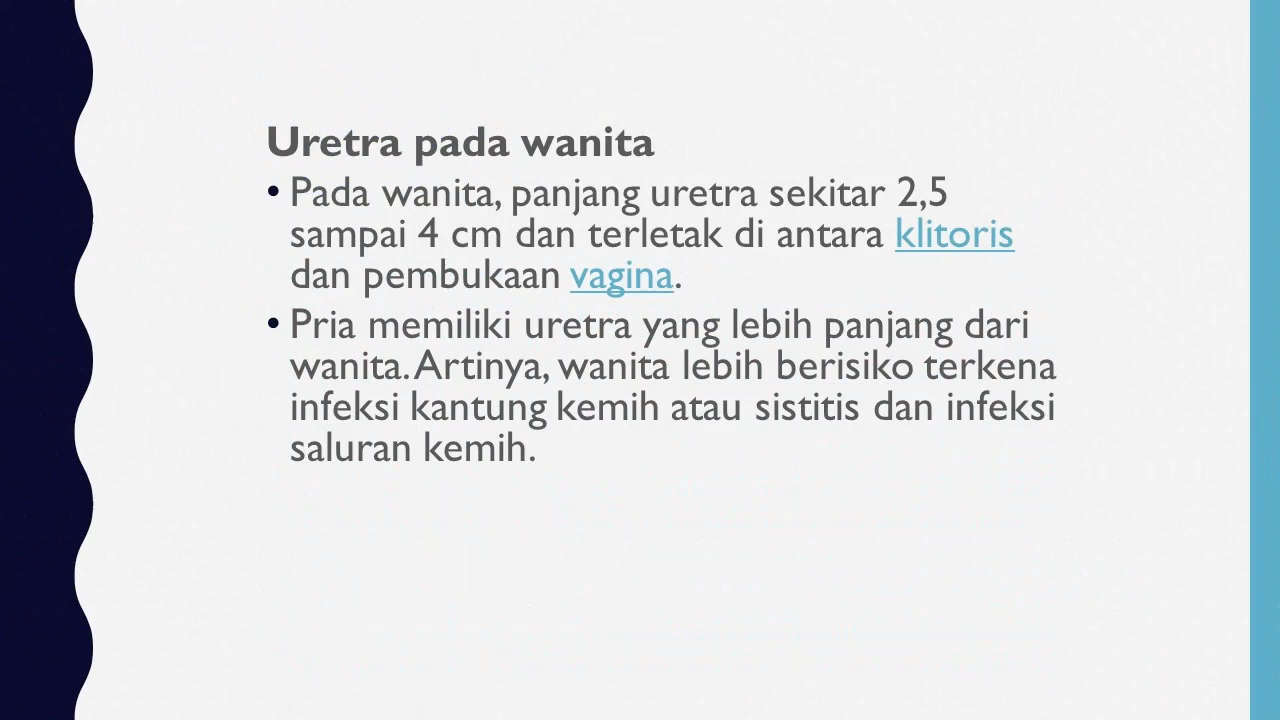 Uretra pada wanita
• Pada wanita, panjang uretra sekitar 2,5
sampai 4 cm dan terletak di antara klitoris
dan pembukaan vagina.
• Pria memiliki uretra yang lebih panjang dari
wanita. Artinya, wanita lebih berisiko terkena
infeksi kantung kemih atau sistitis dan infeksi
saluran kemih.